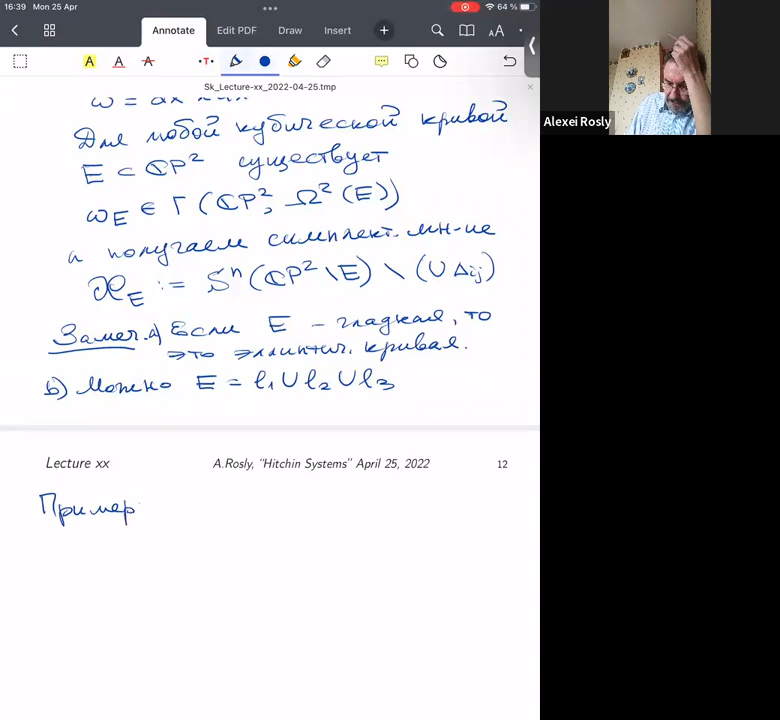 16:39 Mon 25 Apr
64 %
Annotate Edit PDF Draw Insert
Sk_Lecture-xx_2022-04-25.tmp
Для любой кубической кривой
E ⊂ ℂP² существует
ω_E ∈ Γ(ℂP², Ω²(E))
и получаем симплект. мн-ие
𝒳_E := Sⁿ(ℂP² \ E) \ (∪ Δij)
Замеч. a) Если E – гладкая, то
это эллиптич. кривая.
b) Можно E = l₁ ∪ l₂ ∪ l₃
Lecture xx A.Rosly, "Hitchin Systems" April 25, 2022 12
Пример
Alexei Rosly